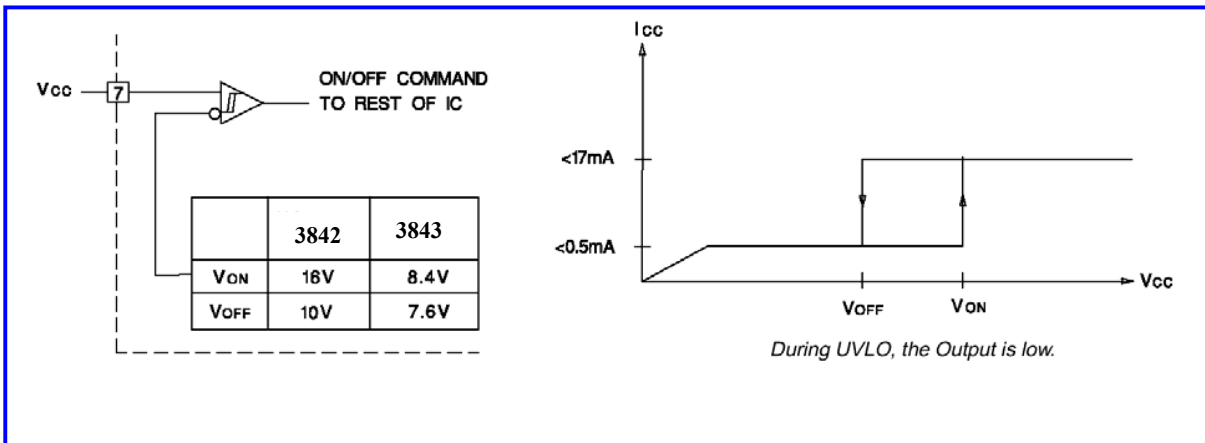 Vcc
7
ON/OFF COMMAND
TO REST OF IC
3842 3843
VON 16V 8.4V
VOFF 10V 7.6V
Icc
<17mA
<0.5mA
Vcc
VOFF VON
During UVLO, the Output is low.